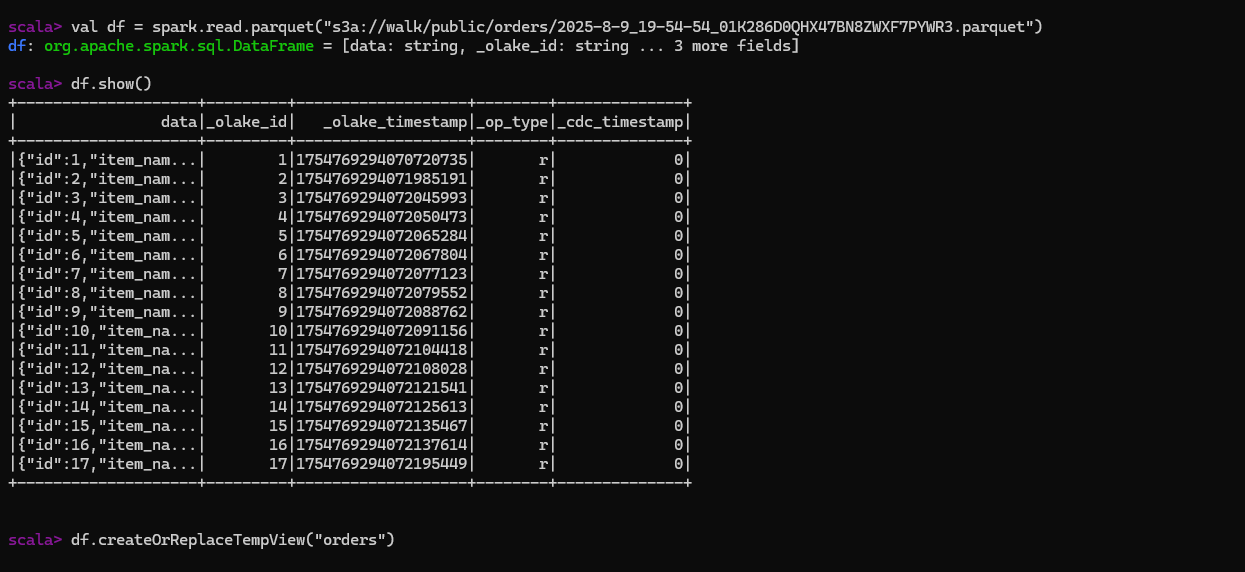 scala> val df = spark.read.parquet("s3a://walk/public/orders/2025-8-9_19-54-54_01K286D0QHX47BN8ZWXF7PYWR3.parquet")
df: org.apache.spark.sql.DataFrame = [data: string, _olake_id: string ... 3 more fields]
scala> df.show()
+--------------------+---------+-------------------+--------+--------------+
|                data|_olake_id|   _olake_timestamp|_op_type|_cdc_timestamp|
+--------------------+---------+-------------------+--------+--------------+
|{"id":1,"item_nam...|        1|1754769294070720735|       r|             0|
|{"id":2,"item_nam...|        2|1754769294071985191|       r|             0|
|{"id":3,"item_nam...|        3|1754769294072045993|       r|             0|
|{"id":4,"item_nam...|        4|1754769294072050473|       r|             0|
|{"id":5,"item_nam...|        5|1754769294072065284|       r|             0|
|{"id":6,"item_nam...|        6|1754769294072067804|       r|             0|
|{"id":7,"item_nam...|        7|1754769294072077123|       r|             0|
|{"id":8,"item_nam...|        8|1754769294072079552|       r|             0|
|{"id":9,"item_nam...|        9|1754769294072088762|       r|             0|
|{"id":10,"item_na...|       10|1754769294072091156|       r|             0|
|{"id":11,"item_na...|       11|1754769294072104418|       r|             0|
|{"id":12,"item_na...|       12|1754769294072108028|       r|             0|
|{"id":13,"item_na...|       13|1754769294072121541|       r|             0|
|{"id":14,"item_na...|       14|1754769294072125613|       r|             0|
|{"id":15,"item_na...|       15|1754769294072135467|       r|             0|
|{"id":16,"item_na...|       16|1754769294072137614|       r|             0|
|{"id":17,"item_na...|       17|1754769294072195449|       r|             0|
+--------------------+---------+-------------------+--------+--------------+
scala> df.createOrReplaceTempView("orders")